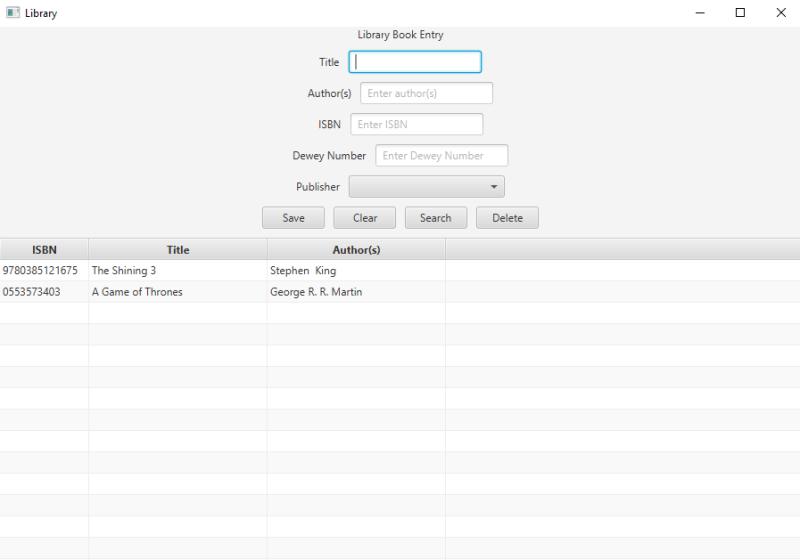 Library
Library Book Entry
Title
Author(s) Enter author(s)
ISBN Enter ISBN
Dewey Number Enter Dewey Number
Publisher
Save Clear Search Delete
ISBN Title Author(s)
9780385121675 The Shining 3 Stephen  King
0553573403 A Game of Thrones George R. R. Martin